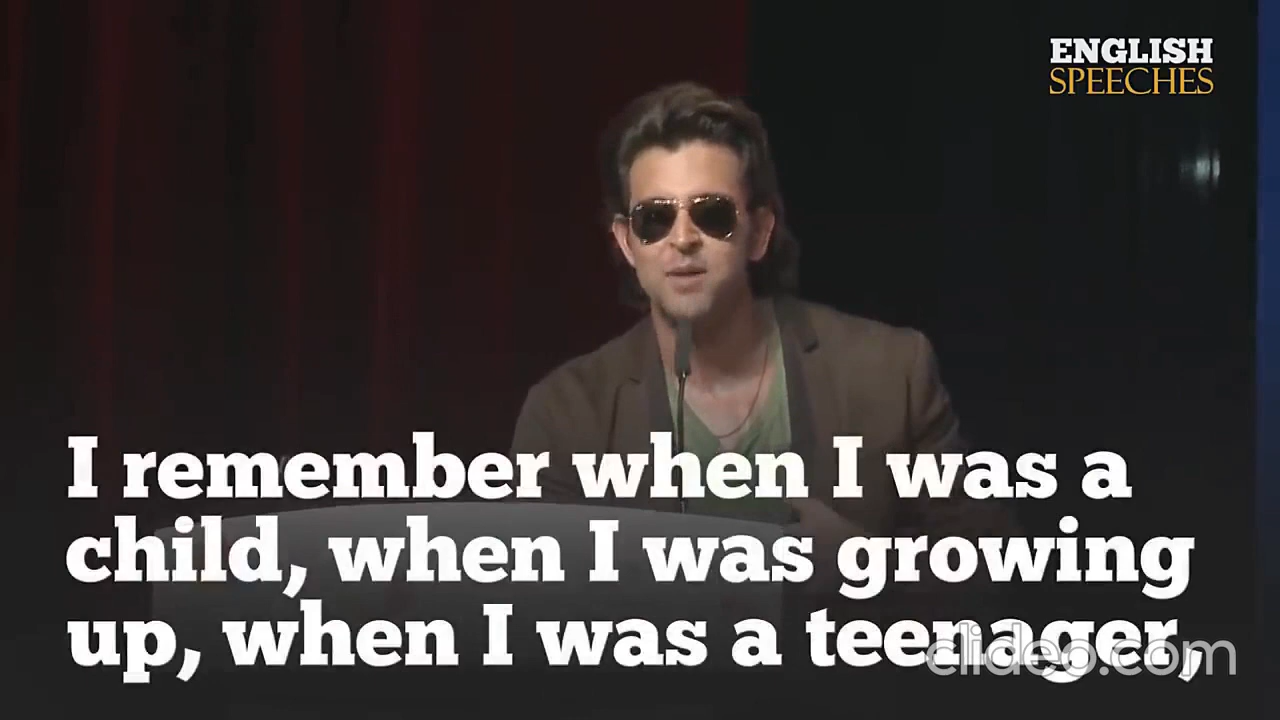 ENGLISH
SPEECHES
I remember when I was a
child, when I was growing
up, when I was a teenager,
clideo.com